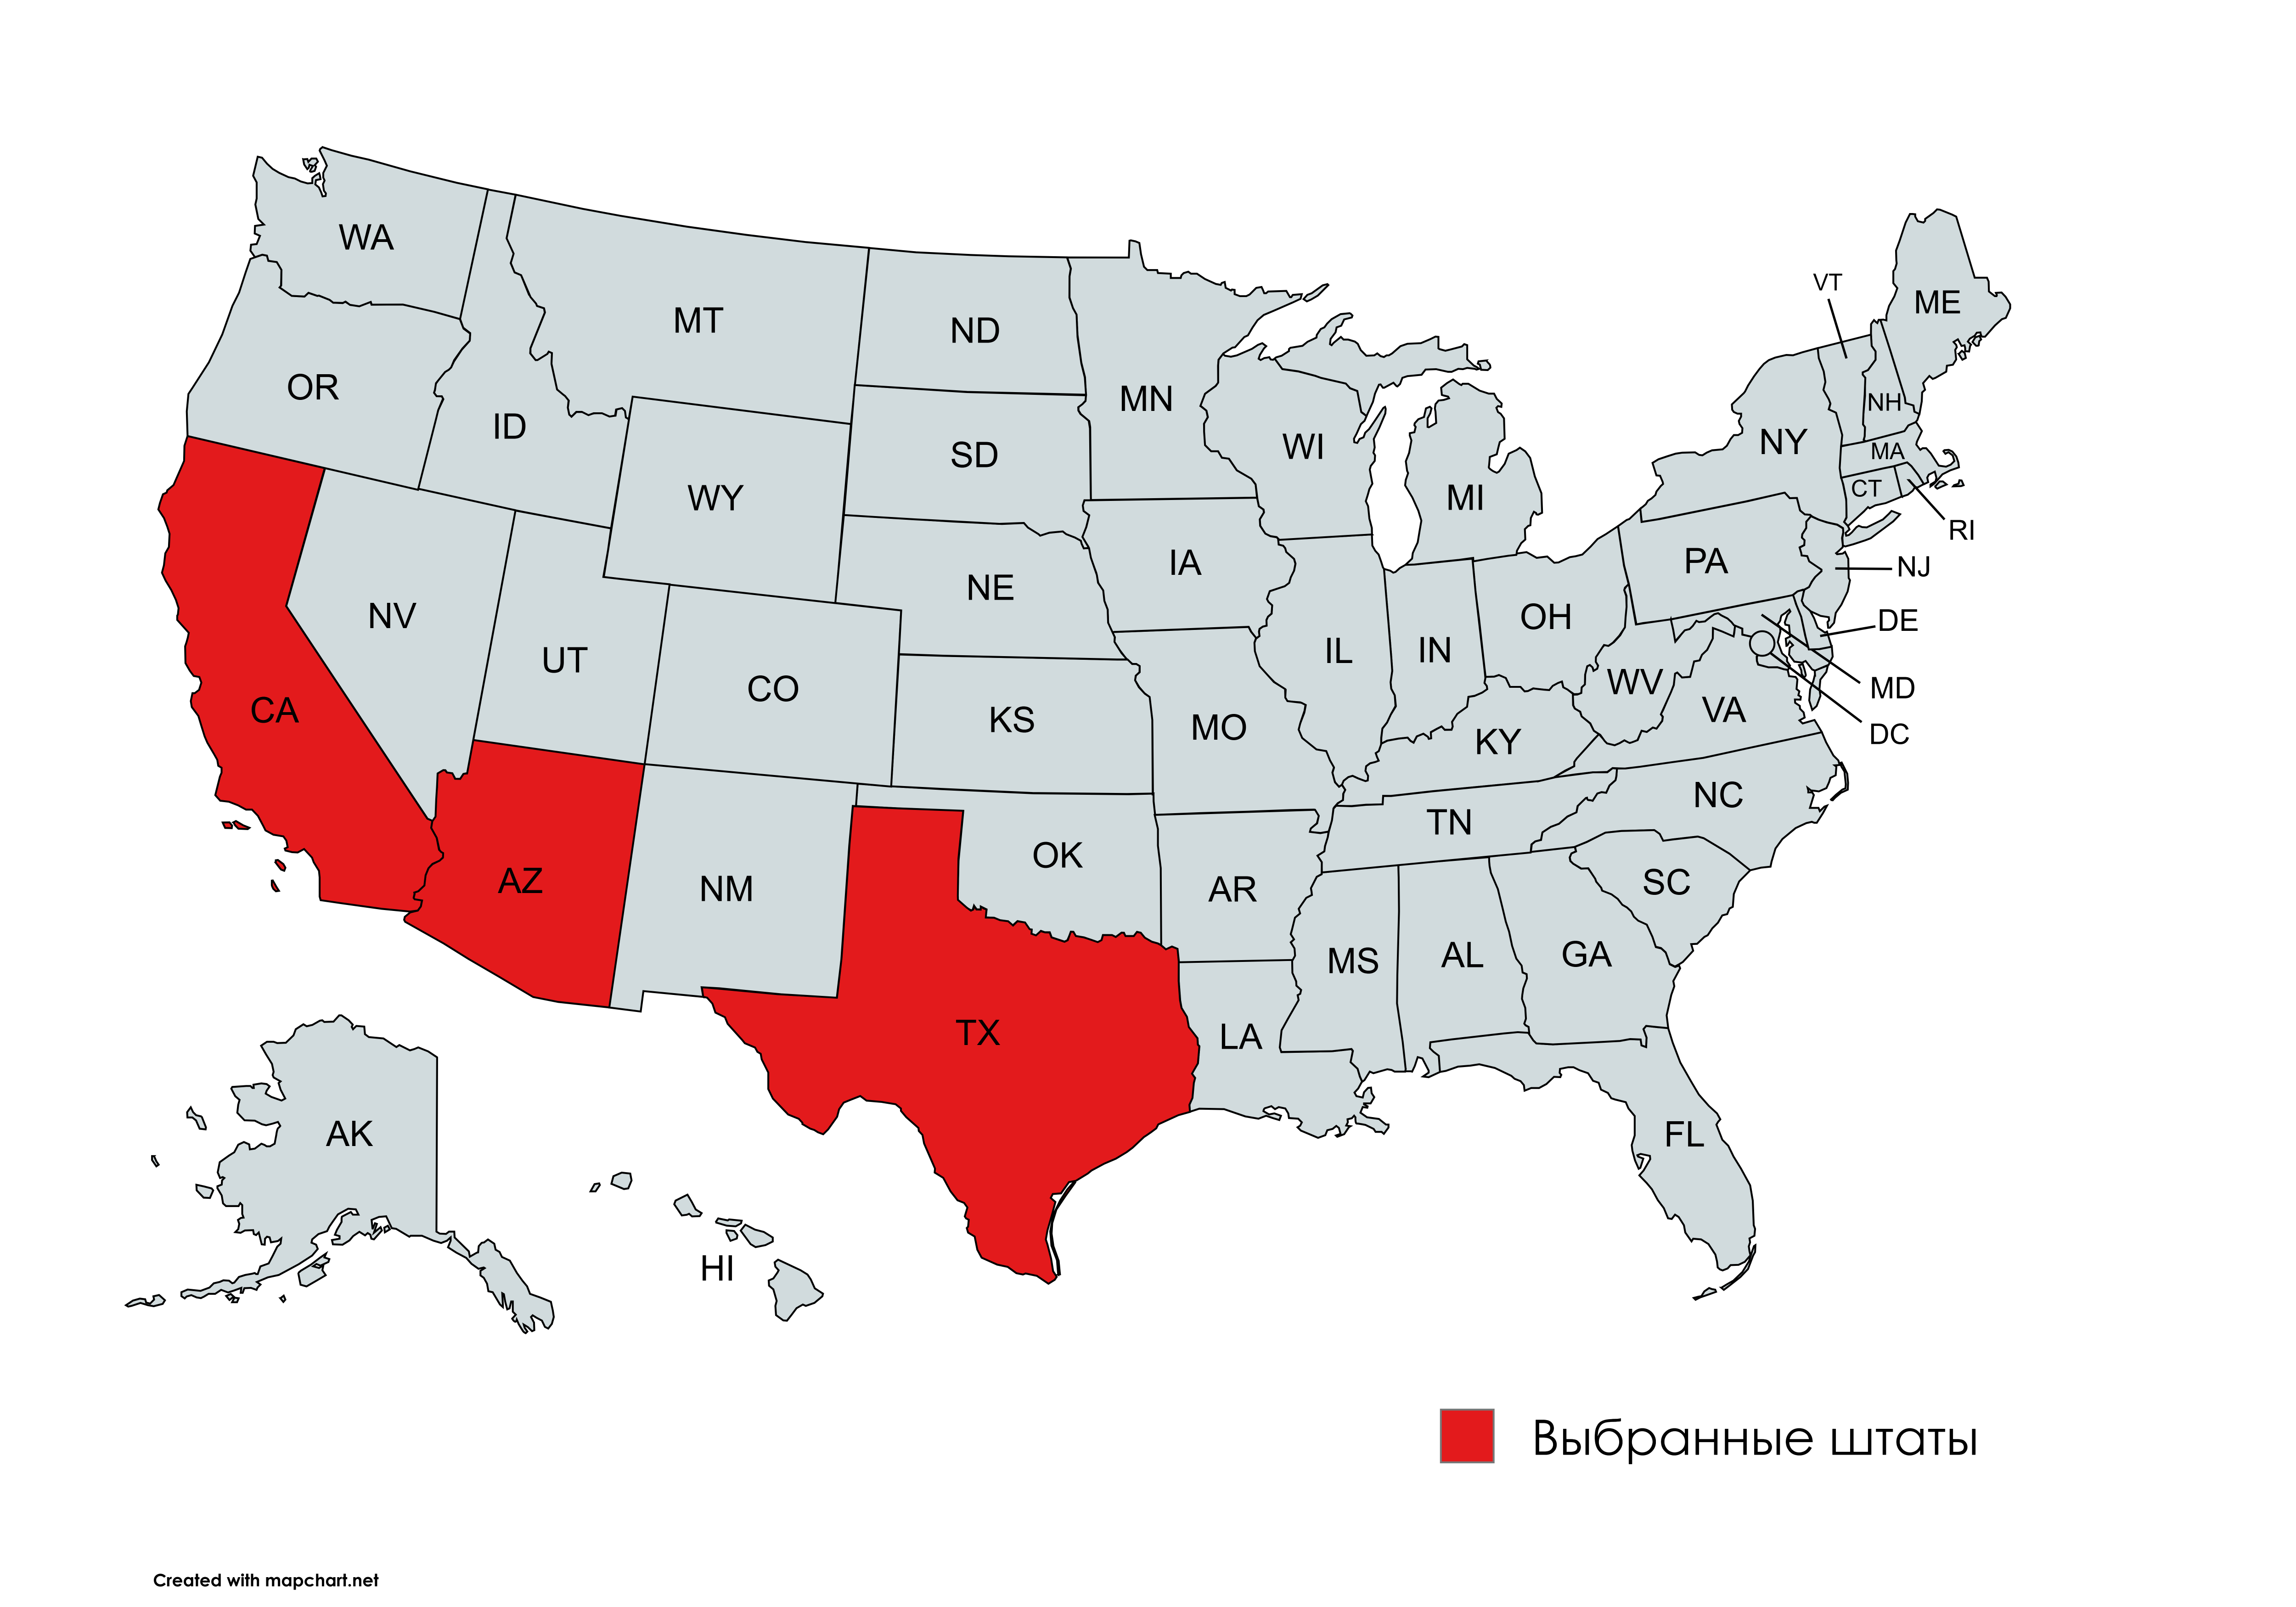 WA
MT
ND
MN
VT
ME
OR
ID
SD
WI
NY
NH
MA
WY
MI
CT
RI
NV
NE
IA
PA
NJ
UT
CO
KS
IL
IN
OH
WV
DE
MD
VA
DC
CA
MO
KY
NC
AZ
NM
OK
TN
AR
SC
MS
AL
GA
TX
LA
AK
FL
HI
Выбранные штаты
Created with mapchart.net